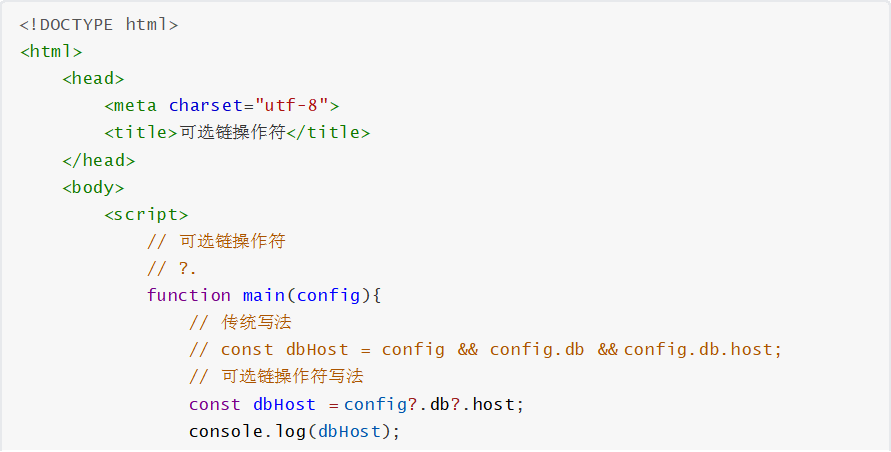 <!DOCTYPE html>
<html>
    <head>
        <meta charset="utf-8">
        <title>可选链操作符</title>
    </head>
    <body>
        <script>
            // 可选链操作符
            // ?.
            function main(config){
                // 传统写法
                // const dbHost = config && config.db && config.db.host;
                // 可选链操作符写法
                const dbHost = config?.db?.host;
                console.log(dbHost);